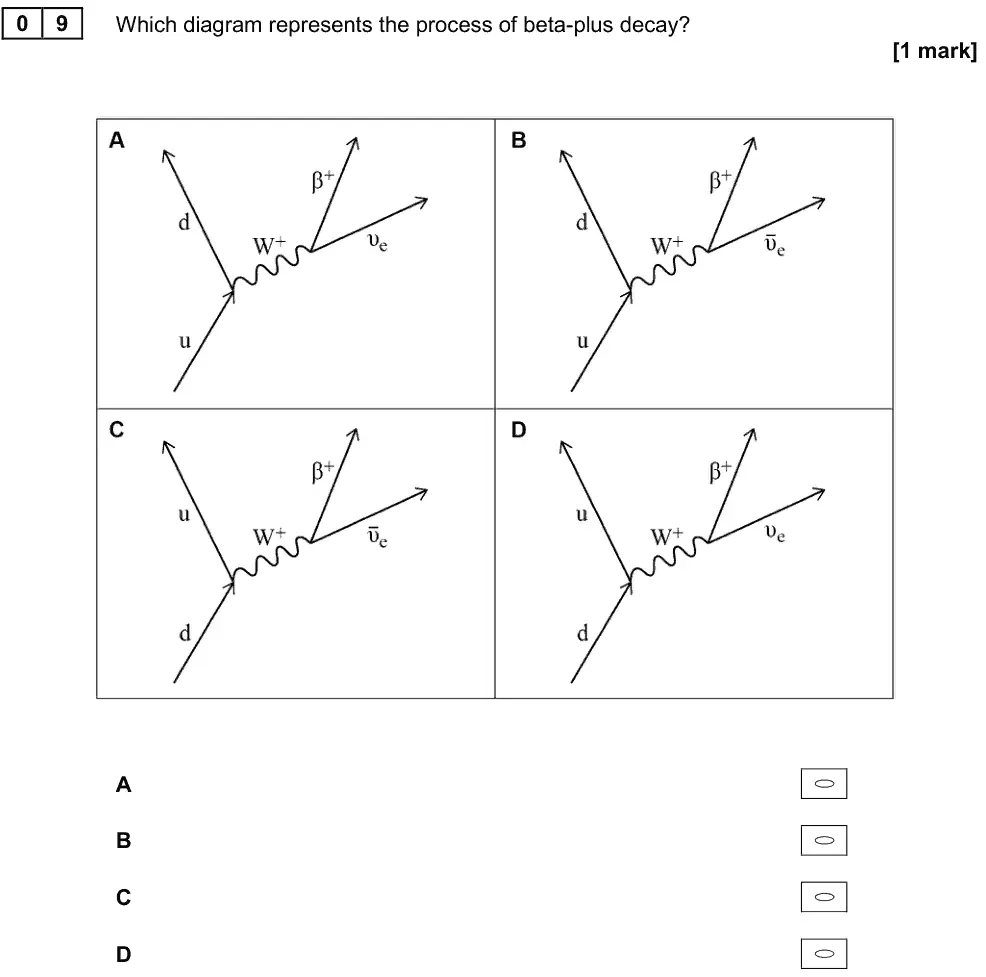 0 9 Which diagram represents the process of beta-plus decay?
[1 mark]
A B
β⁺ β⁺
d W⁺ υₑ d W⁺ ῡₑ
u u
C D
β⁺ β⁺
u W⁺ ῡₑ u W⁺ υₑ
d d
A
B
C
D